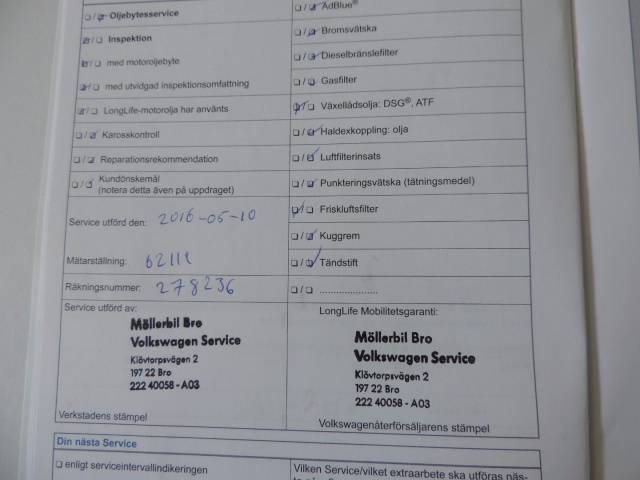 ☐/☑ Oljebytesservice
☑/☐ Inspektion
☑/☐ med motoroljebyte
☑/☐ med utvidgad inspektionsomfattning
☑/☐ LongLife-motorolja har använts
☐/☑ Karosskontroll
☐/☑ Reparationsrekommendation
☐/☑ Kundönskemål
(notera detta även på uppdraget)
Service utförd den: 2016-05-10
Mätarställning:
Räkningsnummer: 278236
Service utförd av:
Möllerbil Bro
Volkswagen Service
Klövtorpsvägen 2
197 22 Bro
222 40058 - A03
Verkstadens stämpel
☐/☑ AdBlue®
☐/☑ Bromsvätska
☐/☑ Dieselbränslefilter
☐/☑ Gasfilter
☑/☐ Växellådsolja: DSG®, ATF
☐/☑ Haldexkoppling: olja
☐/☑ Luftfilterinsats
☐/☑ Punkteringsvätska (tätningsmedel)
☑/☐ Friskluftsfilter
☐/☑ Kuggrem
☐/☑ Tändstift
☐/☐ .....................
LongLife Mobilitetsgaranti:
Möllerbil Bro
Volkswagen Service
Klövtorpsvägen 2
197 22 Bro
222 40058 - A03
Volkswagenåterförsäljarens stämpel
Din nästa Service
☐ enligt serviceintervallindikeringen
Vilken Service/vilket extraarbete ska utföras näs-